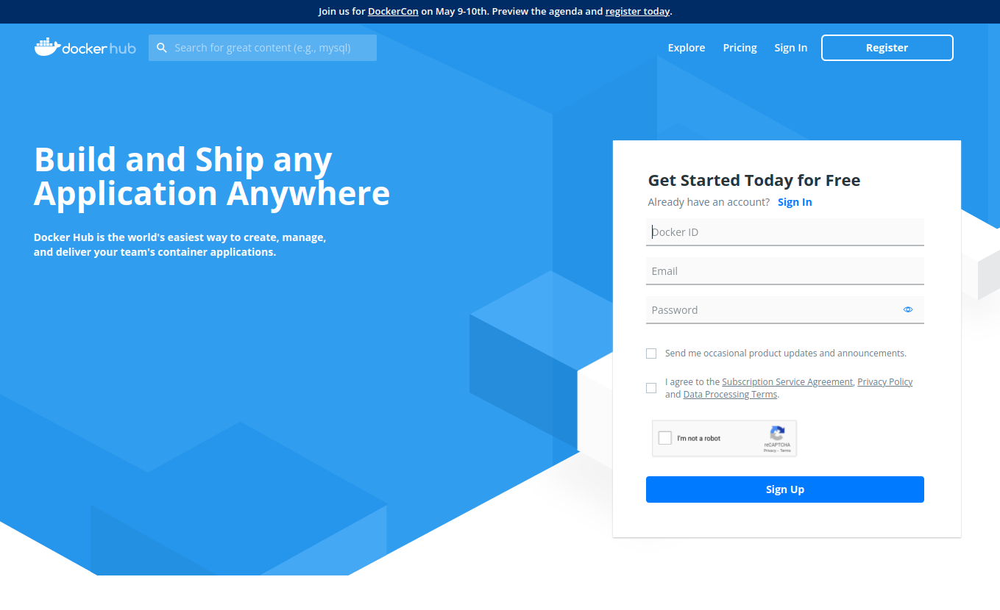 Join us for DockerCon on May 9-10th. Preview the agenda and register today.
docker hub
Search for great content (e.g., mysql)
Explore
Pricing
Sign In
Register
Build and Ship any
Application Anywhere
Docker Hub is the world's easiest way to create, manage,
and deliver your team's container applications.
Get Started Today for Free
Already have an account? Sign In
Docker ID
Email
Password
Send me occasional product updates and announcements.
I agree to the Subscription Service Agreement, Privacy Policy
and Data Processing Terms.
I'm not a robot
reCAPTCHA
Privacy - Terms
Sign Up